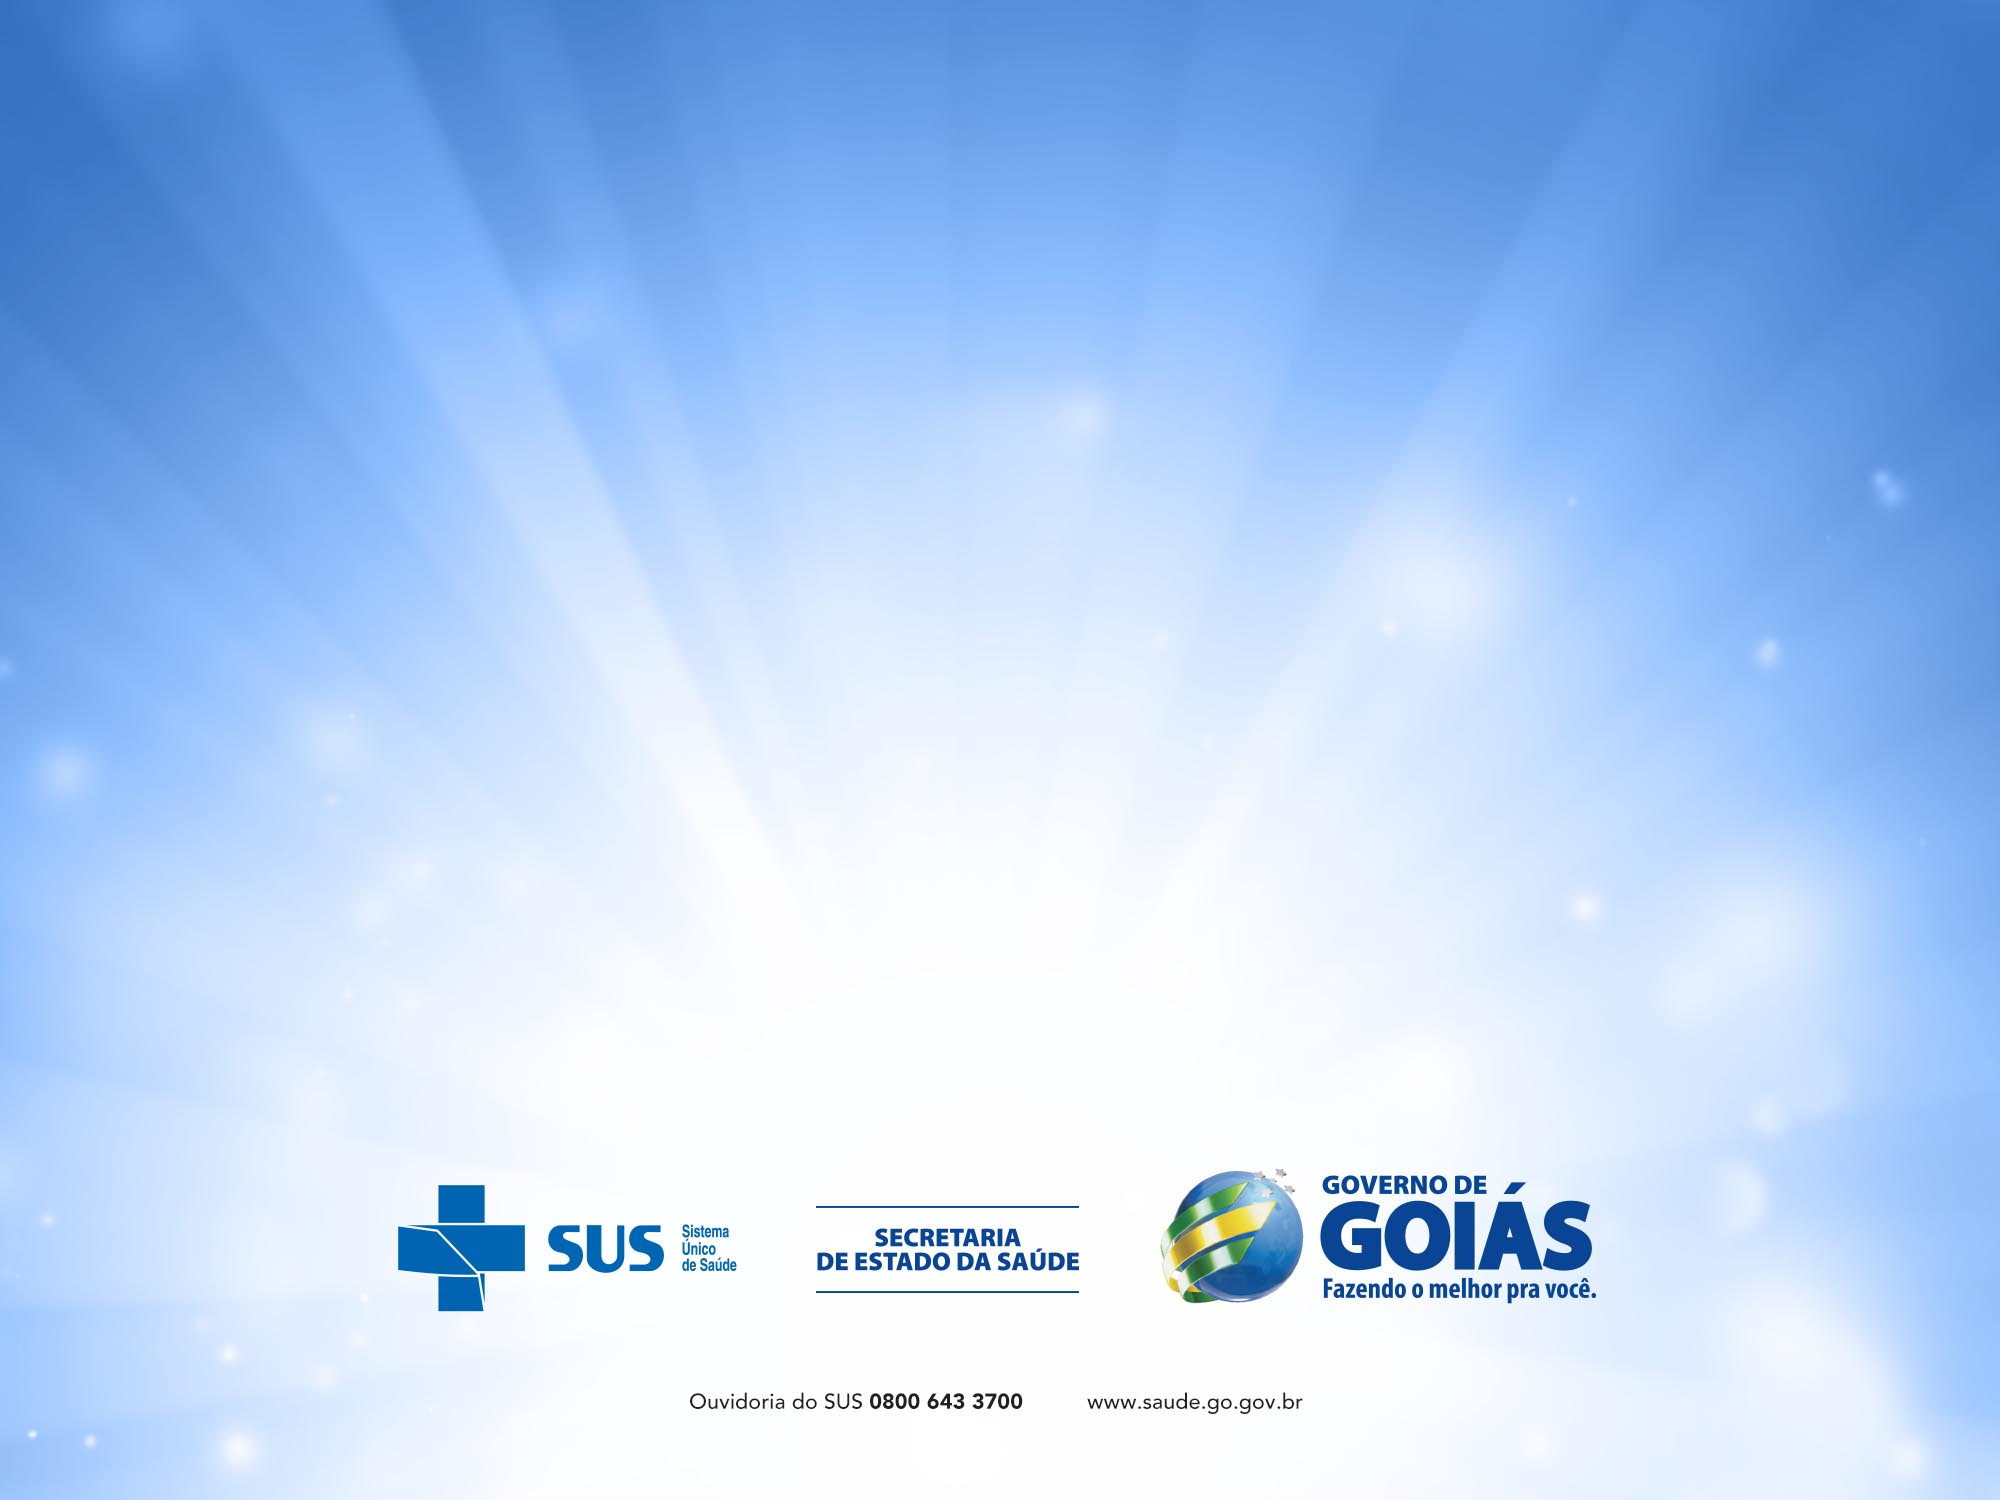 SUS
Sistema
Único
de Saúde
SECRETARIA
DE ESTADO DA SAÚDE
GOVERNO DE
GOIÁS
Fazendo o melhor pra você.
Ouvidoria do SUS 0800 643 3700
www.saude.go.gov.br